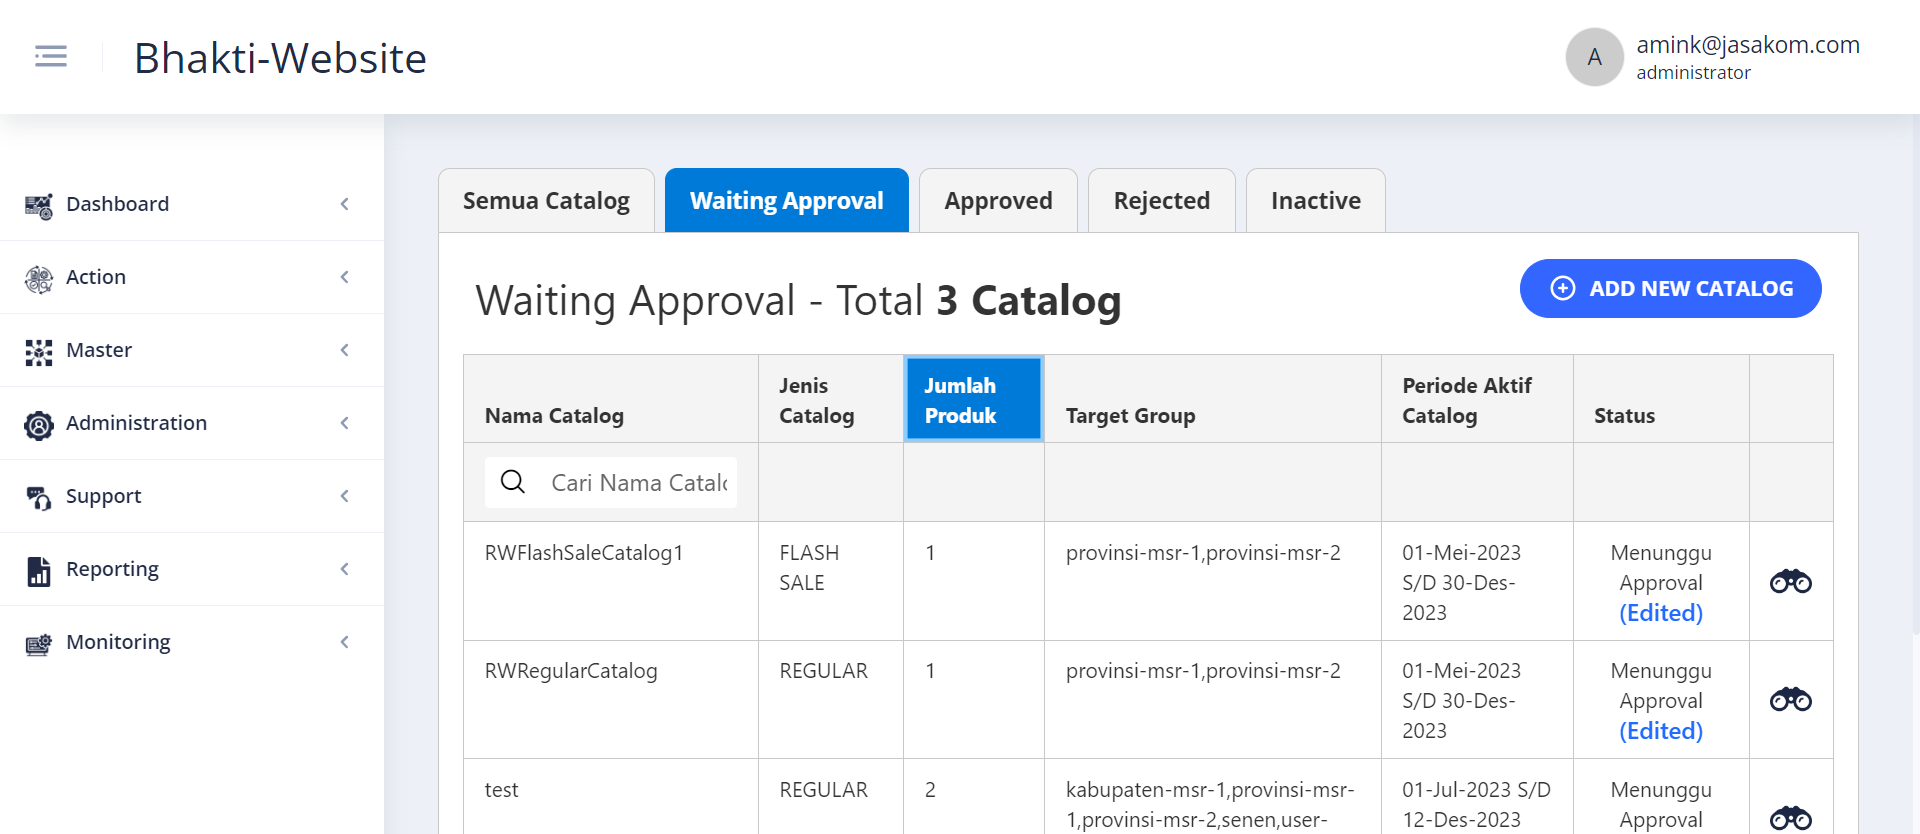 Bhakti-Website
A
amink@jasakom.com
administrator
Dashboard
Action
Master
Administration
Support
Reporting
Monitoring
Semua Catalog
Waiting Approval
Approved
Rejected
Inactive
Waiting Approval - Total 3 Catalog
ADD NEW CATALOG
Nama Catalog
Jenis
Catalog
Jumlah
Produk
Target Group
Periode Aktif
Catalog
Status
Cari Nama Catalo
RWFlashSaleCatalog1
FLASH
SALE
1
provinsi-msr-1,provinsi-msr-2
01-Mei-2023
S/D 30-Des-
2023
Menunggu
Approval
(Edited)
RWRegularCatalog
REGULAR
1
provinsi-msr-1,provinsi-msr-2
01-Mei-2023
S/D 30-Des-
2023
Menunggu
Approval
(Edited)
test
REGULAR
2
kabupaten-msr-1,provinsi-msr-
1,provinsi-msr-2,senen,user-
01-Jul-2023 S/D
12-Des-2023
Menunggu
Approval